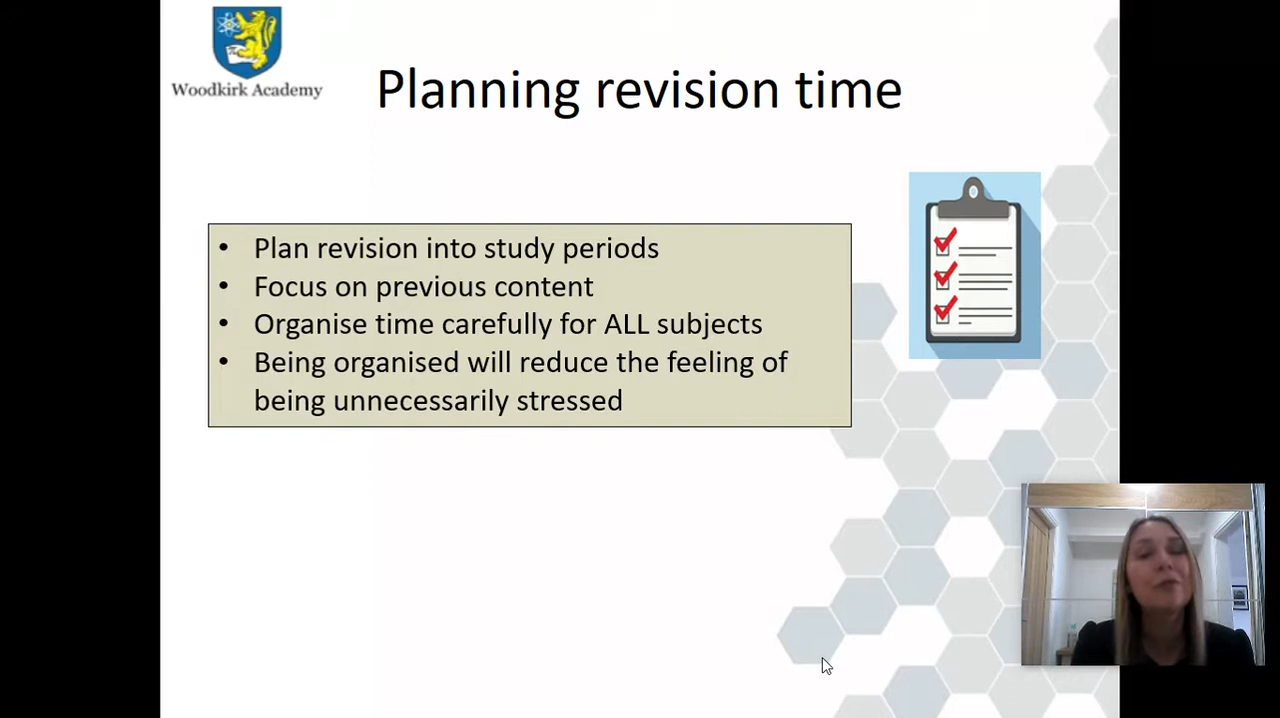 Woodkirk Academy
Planning revision time
• Plan revision into study periods
• Focus on previous content
• Organise time carefully for ALL subjects
• Being organised will reduce the feeling of
being unnecessarily stressed